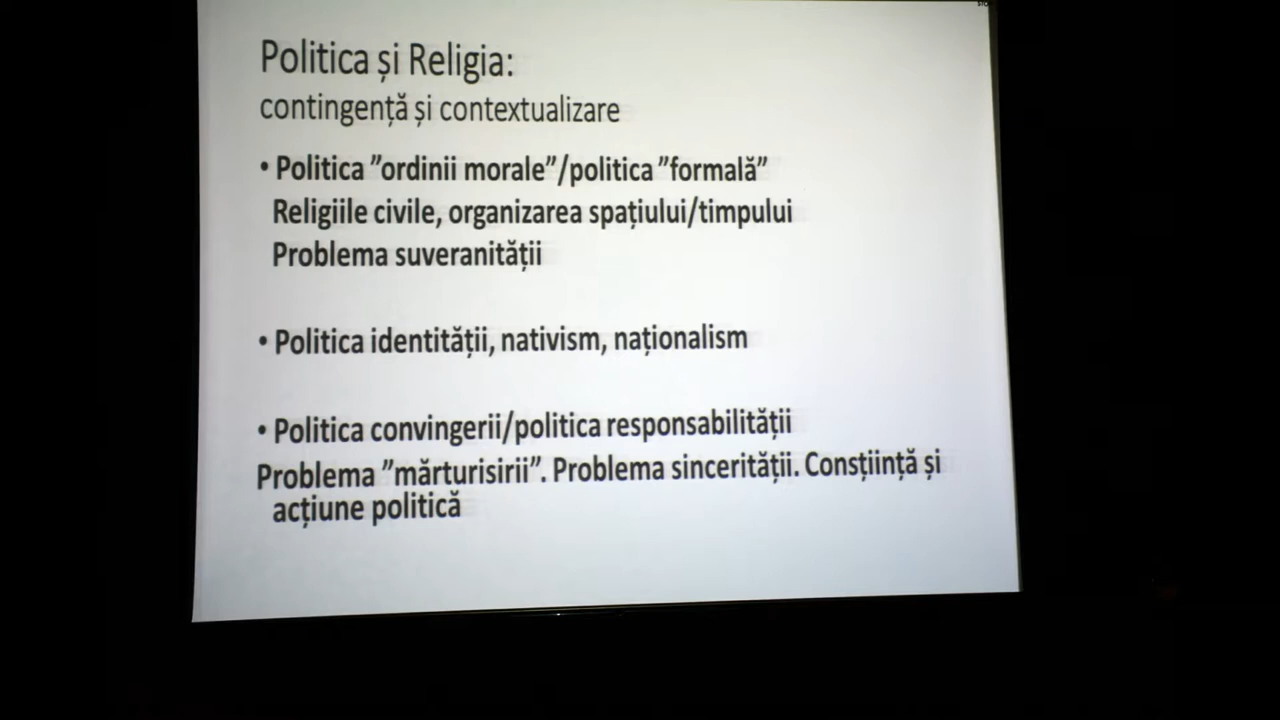 Politica și Religia:
contingență și contextualizare
• Politica ”ordinii morale”/politica ”formală”
Religiile civile, organizarea spațiului/timpului
Problema suveranității
• Politica identității, nativism, naționalism
• Politica convingerii/politica responsabilității
Problema ”mărturisirii”. Problema sincerității. Consțiință și
acțiune politică